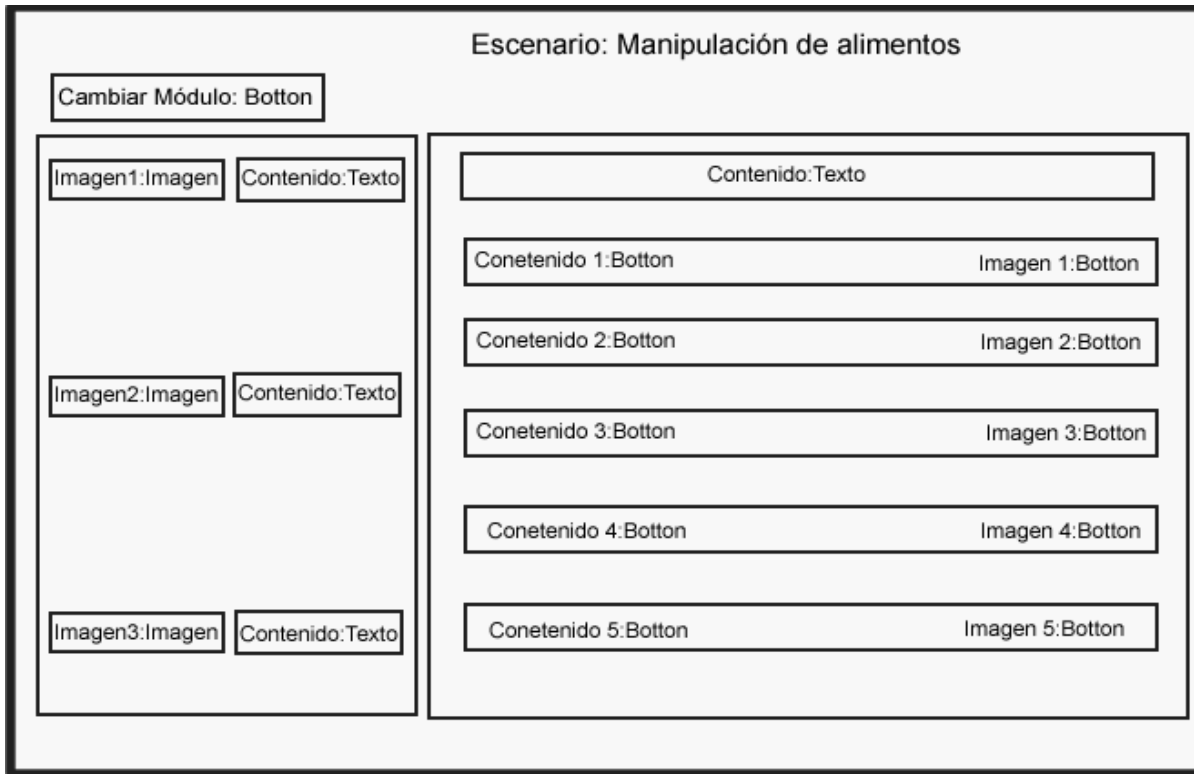 Escenario: Manipulación de alimentos
Cambiar Módulo: Botton
Imagen1:Imagen Contenido:Texto
Imagen2:Imagen Contenido:Texto
Imagen3:Imagen Contenido:Texto
Contenido:Texto
Conetenido 1:Botton Imagen 1:Botton
Conetenido 2:Botton Imagen 2:Botton
Conetenido 3:Botton Imagen 3:Botton
Conetenido 4:Botton Imagen 4:Botton
Conetenido 5:Botton Imagen 5:Botton